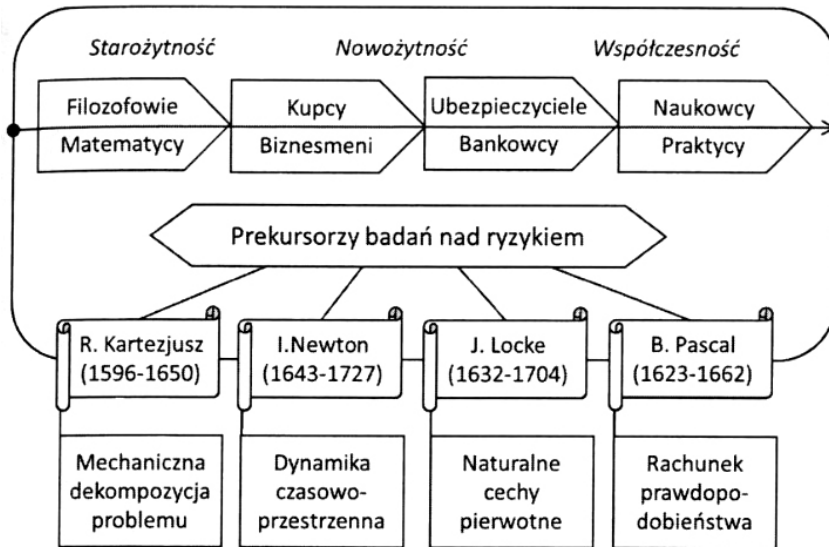 Starożytność Nowożytność Współczesność
Filozofowie Kupcy Ubezpieczyciele Naukowcy
Matematycy Biznesmeni Bankowcy Praktycy
Prekursorzy badań nad ryzykiem
R. Kartezjusz
(1596-1650)
I.Newton
(1643-1727)
J. Locke
(1632-1704)
B. Pascal
(1623-1662)
Mechaniczna
dekompozycja
problemu
Dynamika
czasowo-
przestrzenna
Naturalne
cechy
pierwotne
Rachunek
prawdopo-
dobieństwa